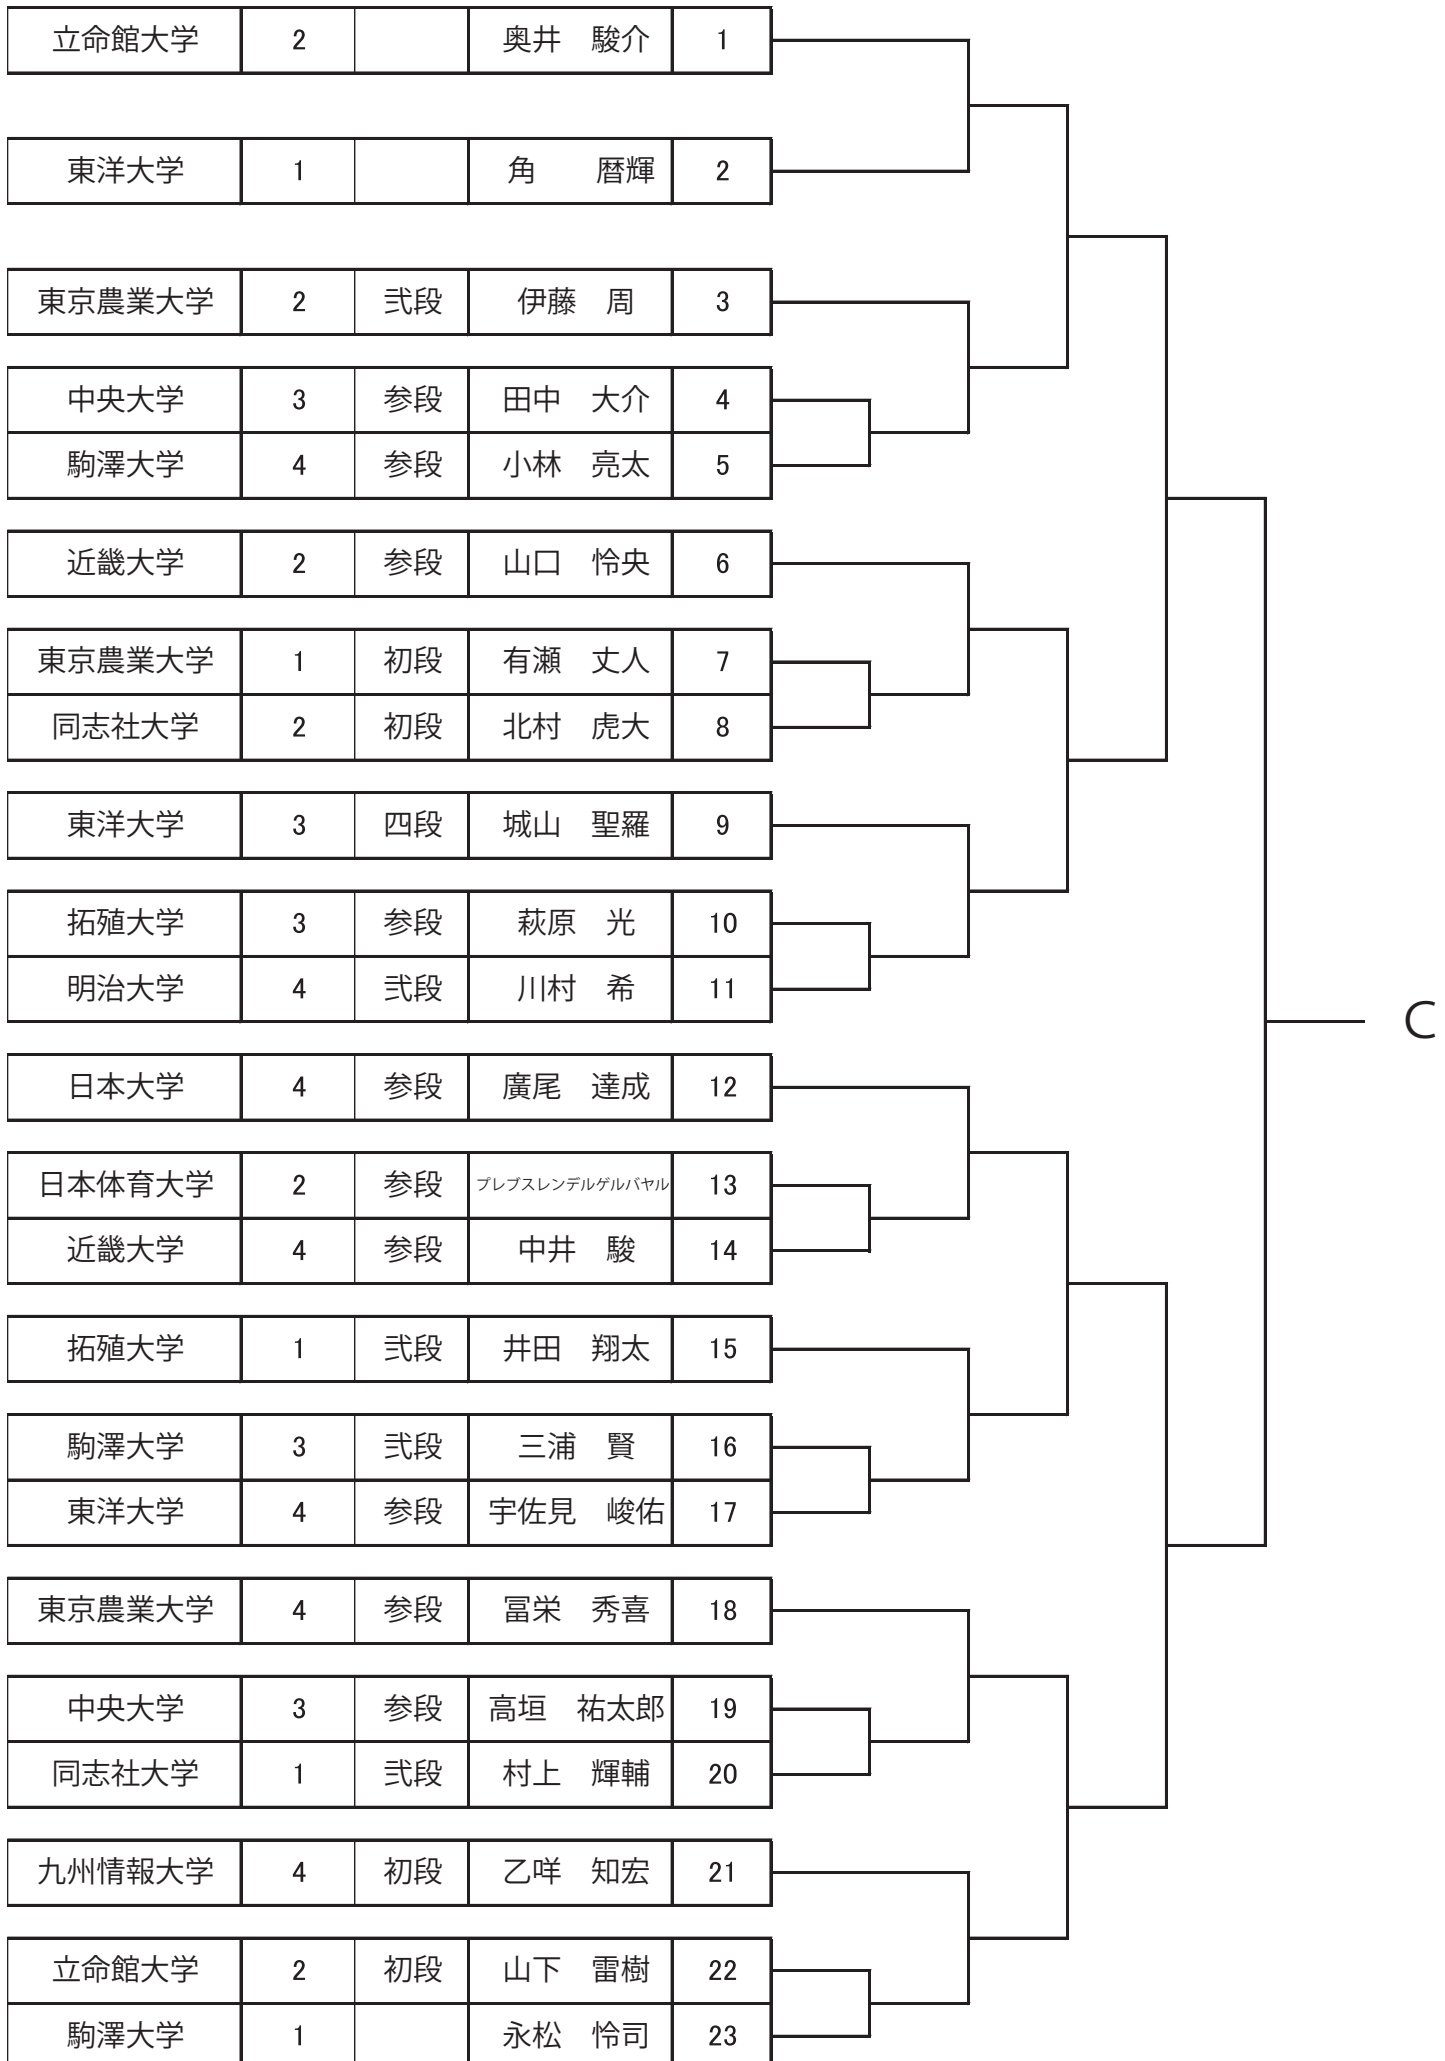 立命館大学 2 奥井　駿介 1
東洋大学 1 角　　暦輝 2
東京農業大学 2 弐段 伊藤　周 3
中央大学 3 参段 田中　大介 4
駒澤大学 4 参段 小林　亮太 5
近畿大学 2 参段 山口　怜央 6
東京農業大学 1 初段 有瀬　丈人 7
同志社大学 2 初段 北村　虎大 8
東洋大学 3 四段 城山　聖羅 9
拓殖大学 3 参段 萩原　光 10
明治大学 4 弐段 川村　希 11
C
日本大学 4 参段 廣尾　達成 12
日本体育大学 2 参段 プレブスレンデルゲルバヤル 13
近畿大学 4 参段 中井　駿 14
拓殖大学 1 弐段 井田　翔太 15
駒澤大学 3 弐段 三浦　賢 16
東洋大学 4 参段 宇佐見　峻佑 17
東京農業大学 4 参段 冨栄　秀喜 18
中央大学 3 参段 高垣　祐太郎 19
同志社大学 1 弐段 村上　輝輔 20
九州情報大学 4 初段 乙咩　知宏 21
立命館大学 2 初段 山下　雷樹 22
駒澤大学 1 永松　怜司 23